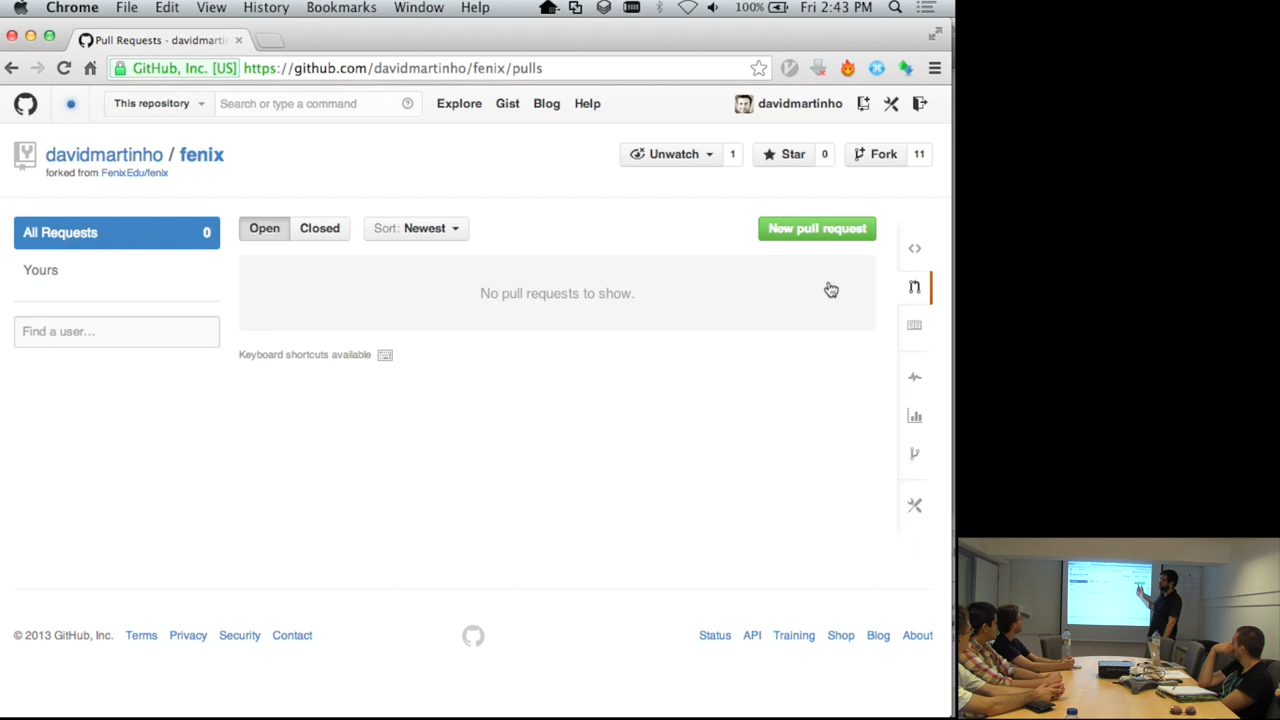 Chrome File Edit View History Bookmarks Window Help 100% Fri 2:43 PM
Pull Requests - davidmarti
GitHub, Inc. [US] https://github.com/davidmartinho/fenix/pulls
This repository Search or type a command Explore Gist Blog Help davidmartinho
davidmartinho / fenix Unwatch 1 Star 0 Fork 11
forked from FenixEdu/fenix
All Requests 0 Open Closed Sort: Newest New pull request
Yours
No pull requests to show.
Find a user...
Keyboard shortcuts available
© 2013 GitHub, Inc. Terms Privacy Security Contact Status API Training Shop Blog About